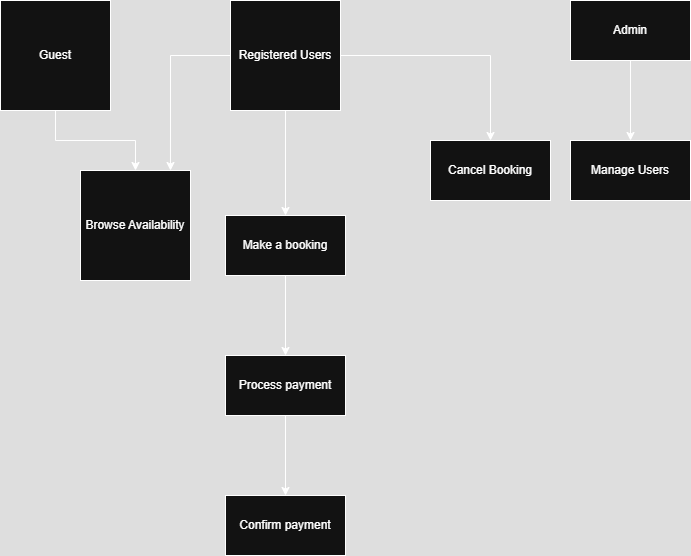 Guest
Registered Users
Admin
Cancel Booking
Manage Users
Browse Availability
Make a booking
Process payment
Confirm payment